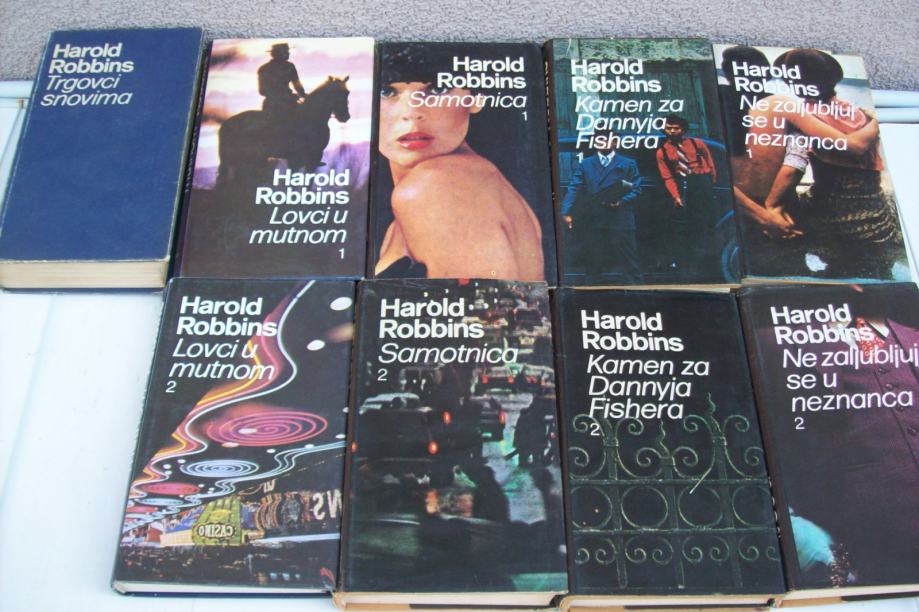 Harold
Robbins
Trgovci
snovima
Harold
Robbins
Lovci u
mutnom
1
Harold
Robbins
Samotnica
1
Harold
Robbins
Kamen za
Dannyja
Fishera
1
Harold
Robbins
Ne zaljubljuj
se u
neznanca
1
Harold
Robbins
Lovci u
mutnom
2
CASINO
Harold
Robbins
Samotnica
2
Harold
Robbins
Kamen za
Dannyja
Fishera
2
Harold
Robbins
Ne zaljubljuj
se u
neznanca
2